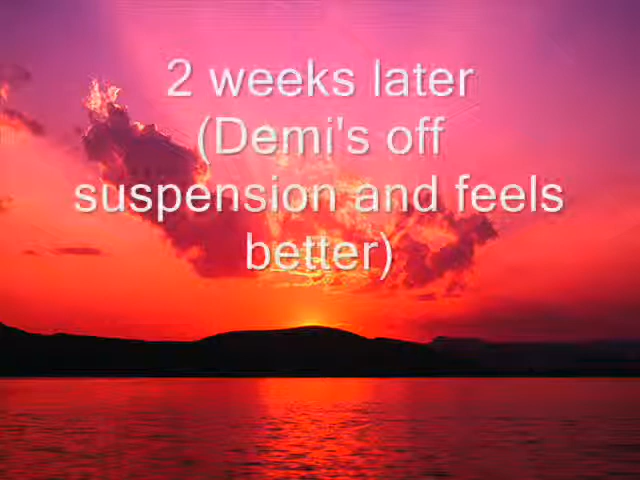 2 weeks later
(Demi's off
suspension and feels
better)